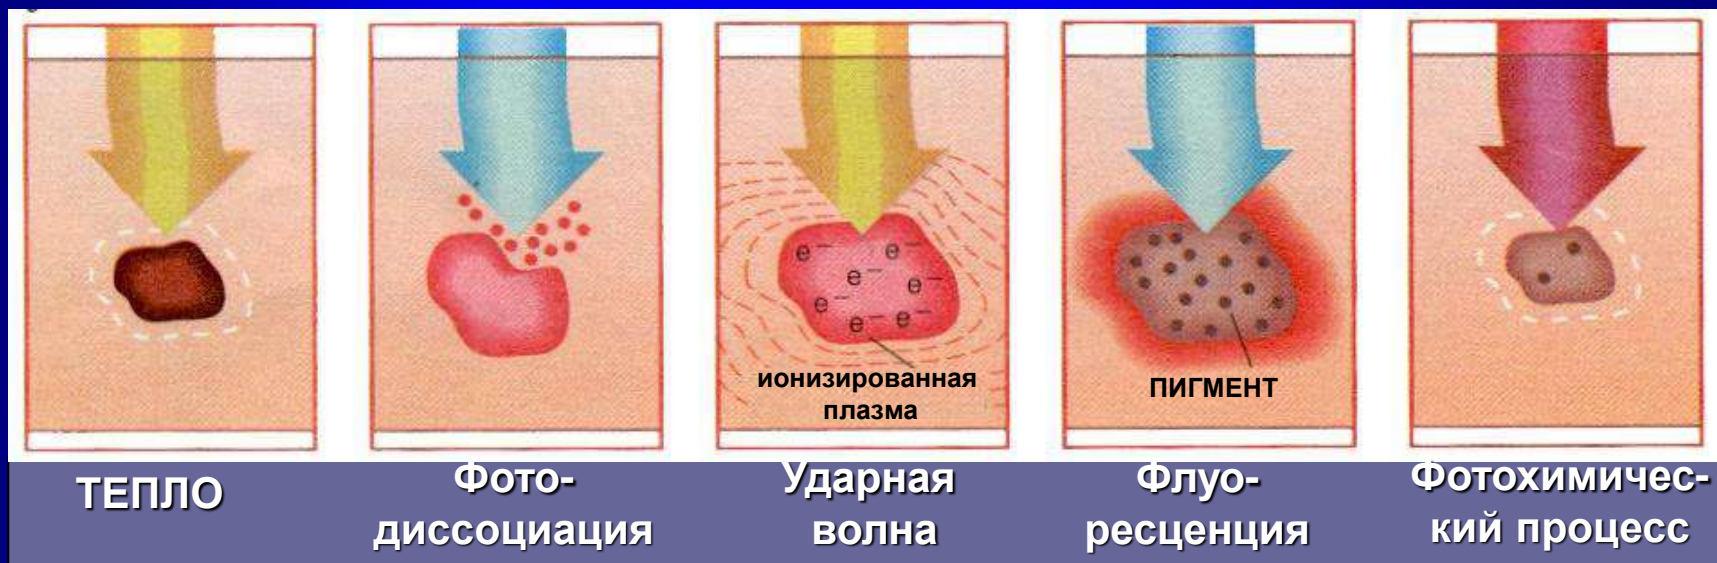 e⁻ e⁻
e⁻ e⁻
e⁻
e⁻ e⁻
ионизированная
плазма
ПИГМЕНТ
ТЕПЛО
Фото-
диссоциация
Ударная
волна
Флуо-
ресценция
Фотохимичес-
кий процесс